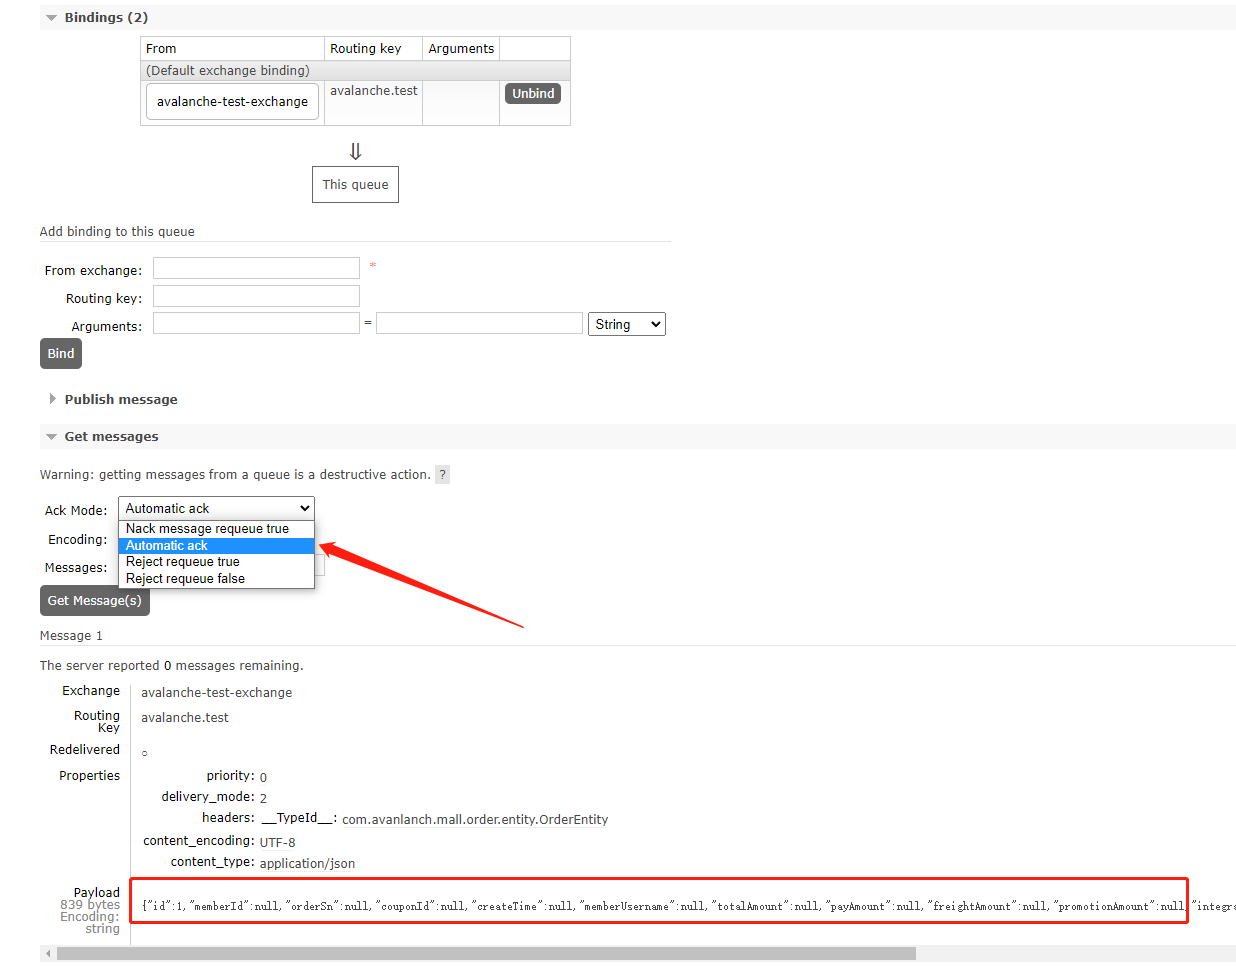 Bindings (2)
From Routing key Arguments
(Default exchange binding)
avalanche-test-exchange avalanche.test Unbind
⇓
This queue
Add binding to this queue
From exchange: *
Routing key:
Arguments: = String
Bind
Publish message
Get messages
Warning: getting messages from a queue is a destructive action. ?
Ack Mode: Automatic ack
Nack message requeue true
Encoding: Automatic ack
Reject requeue true
Messages: Reject requeue false
Get Message(s)
Message 1
The server reported 0 messages remaining.
Exchange avalanche-test-exchange
Routing Key avalanche.test
Redelivered ○
Properties priority: 0
delivery_mode: 2
headers: __TypeId__: com.avanlanch.mall.order.entity.OrderEntity
content_encoding: UTF-8
content_type: application/json
Payload
839 bytes
Encoding:
string
{"id":1,"memberId":null,"orderSn":null,"couponId":null,"createTime":null,"memberUsername":null,"totalAmount":null,"payAmount":null,"freightAmount":null,"promotionAmount":null,"integra